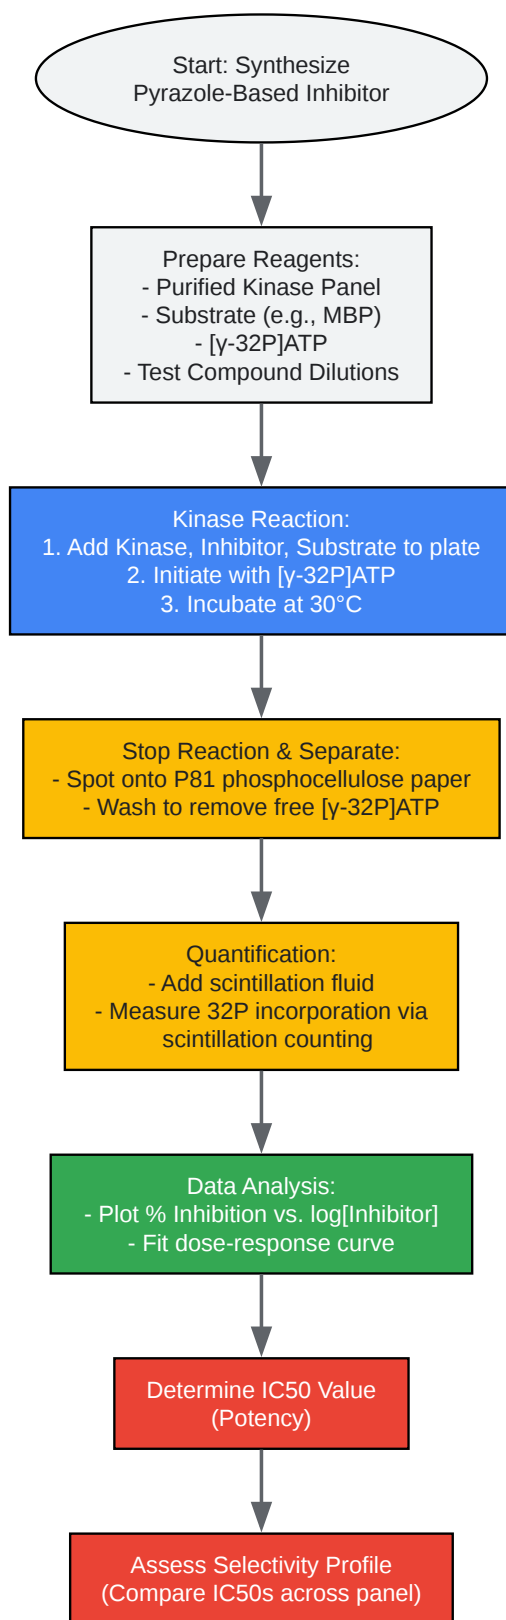 Start: Synthesize
Pyrazole-Based Inhibitor
Prepare Reagents:
- Purified Kinase Panel
- Substrate (e.g., MBP)
- [γ-32P]ATP
- Test Compound Dilutions
Kinase Reaction:
1. Add Kinase, Inhibitor, Substrate to plate
2. Initiate with [γ-32P]ATP
3. Incubate at 30°C
Stop Reaction & Separate:
- Spot onto P81 phosphocellulose paper
- Wash to remove free [γ-32P]ATP
Quantification:
- Add scintillation fluid
- Measure 32P incorporation via
scintillation counting
Data Analysis:
- Plot % Inhibition vs. log[Inhibitor]
- Fit dose-response curve
Determine IC50 Value
(Potency)
Assess Selectivity Profile
(Compare IC50s across panel)